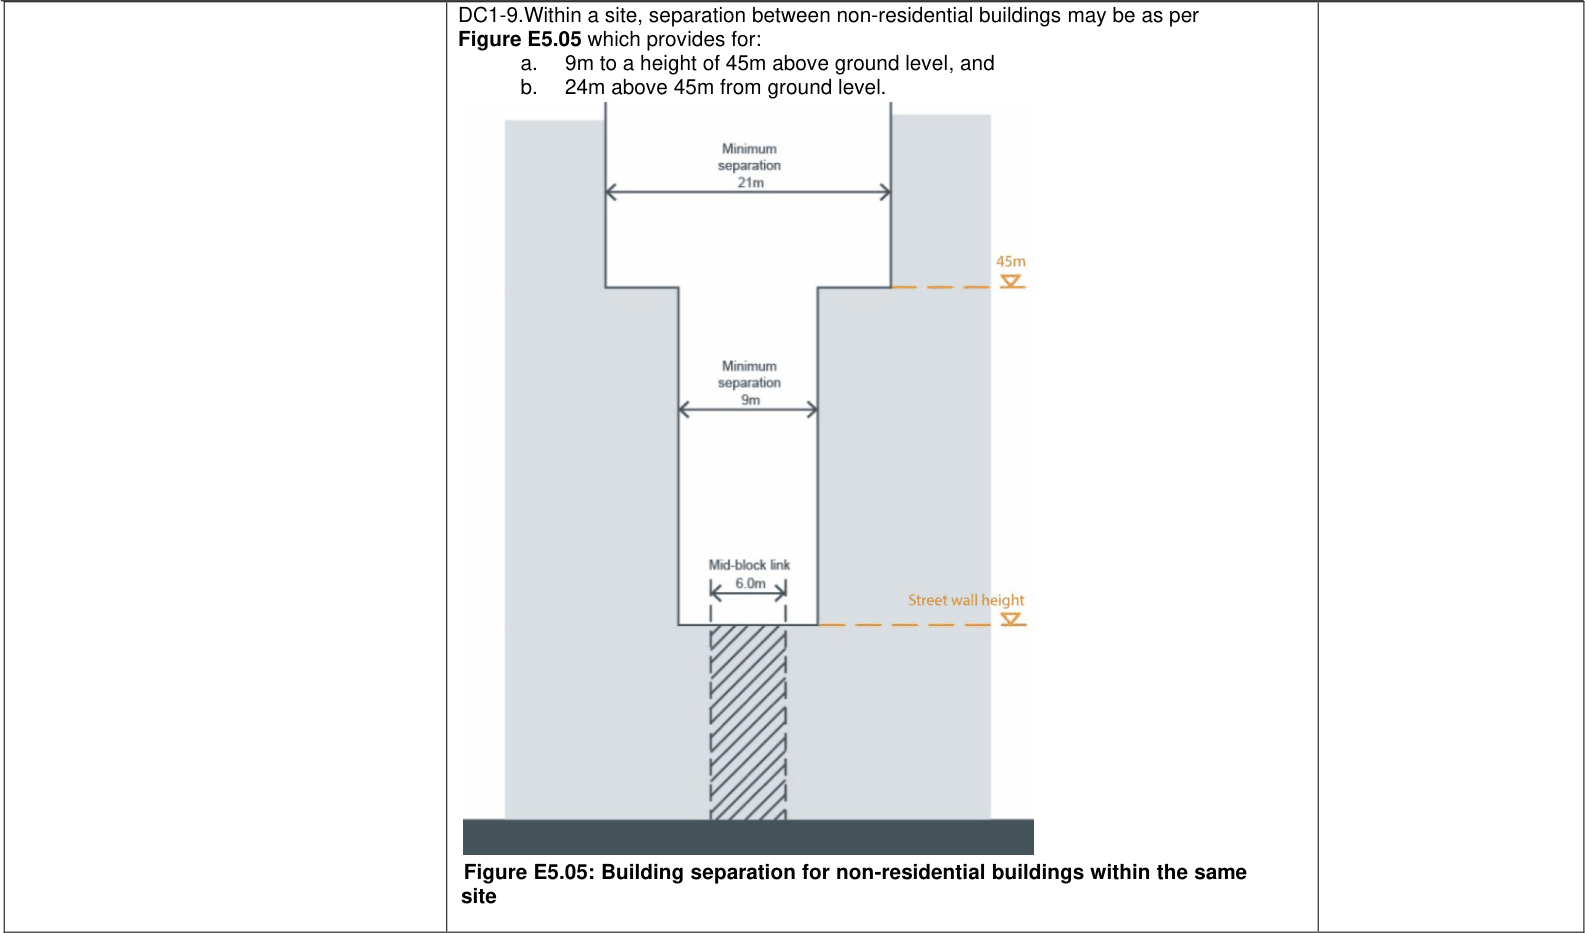 DC1-9.Within a site, separation between non-residential buildings may be as per
Figure E5.05 which provides for:
a. 9m to a height of 45m above ground level, and
b. 24m above 45m from ground level.
Minimum
separation
21m
45m
Minimum
separation
9m
Mid-block link
6.0m
Street wall height
Figure E5.05: Building separation for non-residential buildings within the same
site